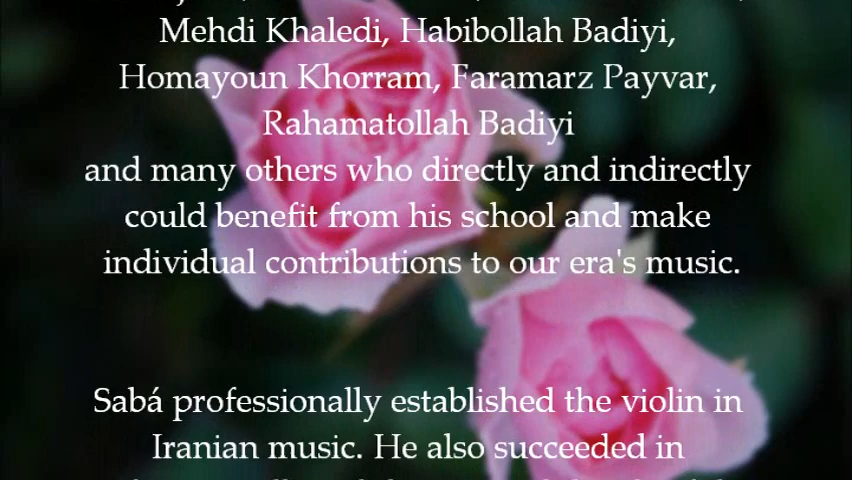 Mehdi Khaledi, Habibollah Badiyi,
Homayoun Khorram, Faramarz Payvar,
Rahamatollah Badiyi
and many others who directly and indirectly
could benefit from his school and make
individual contributions to our era's music.
Sabá professionally established the violin in
Iranian music. He also succeeded in